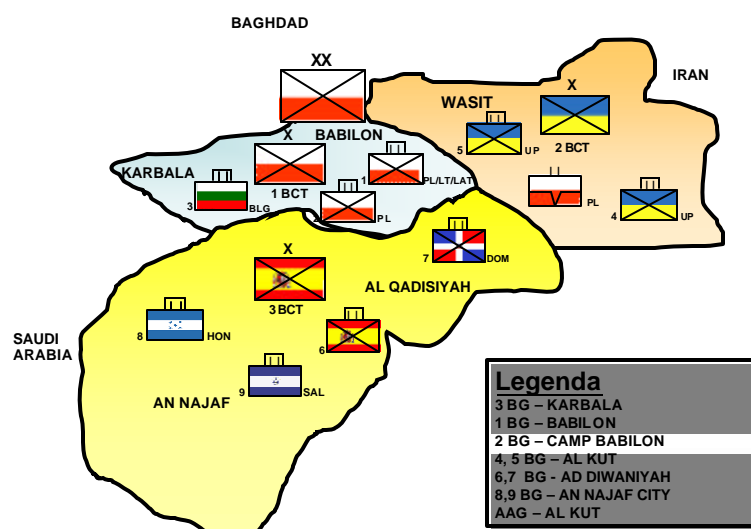 BAGHDAD
XX
IRAN
WASIT
X
X
BABILON
5 UP
2 BCT
KARBALA
1 PL/LT/LAT
1 BCT
3 BLG
2 PL
PL
4 UP
X
7 DOM
AL QADISIYAH
3 BCT
8 HON
SAUDI
ARABIA
6
9 SAL
AN NAJAF
Legenda
3 BG – KARBALA
1 BG – BABILON
2 BG – CAMP BABILON
4, 5 BG – AL KUT
6,7 BG - AD DIWANIYAH
8,9 BG – AN NAJAF CITY
AAG – AL KUT